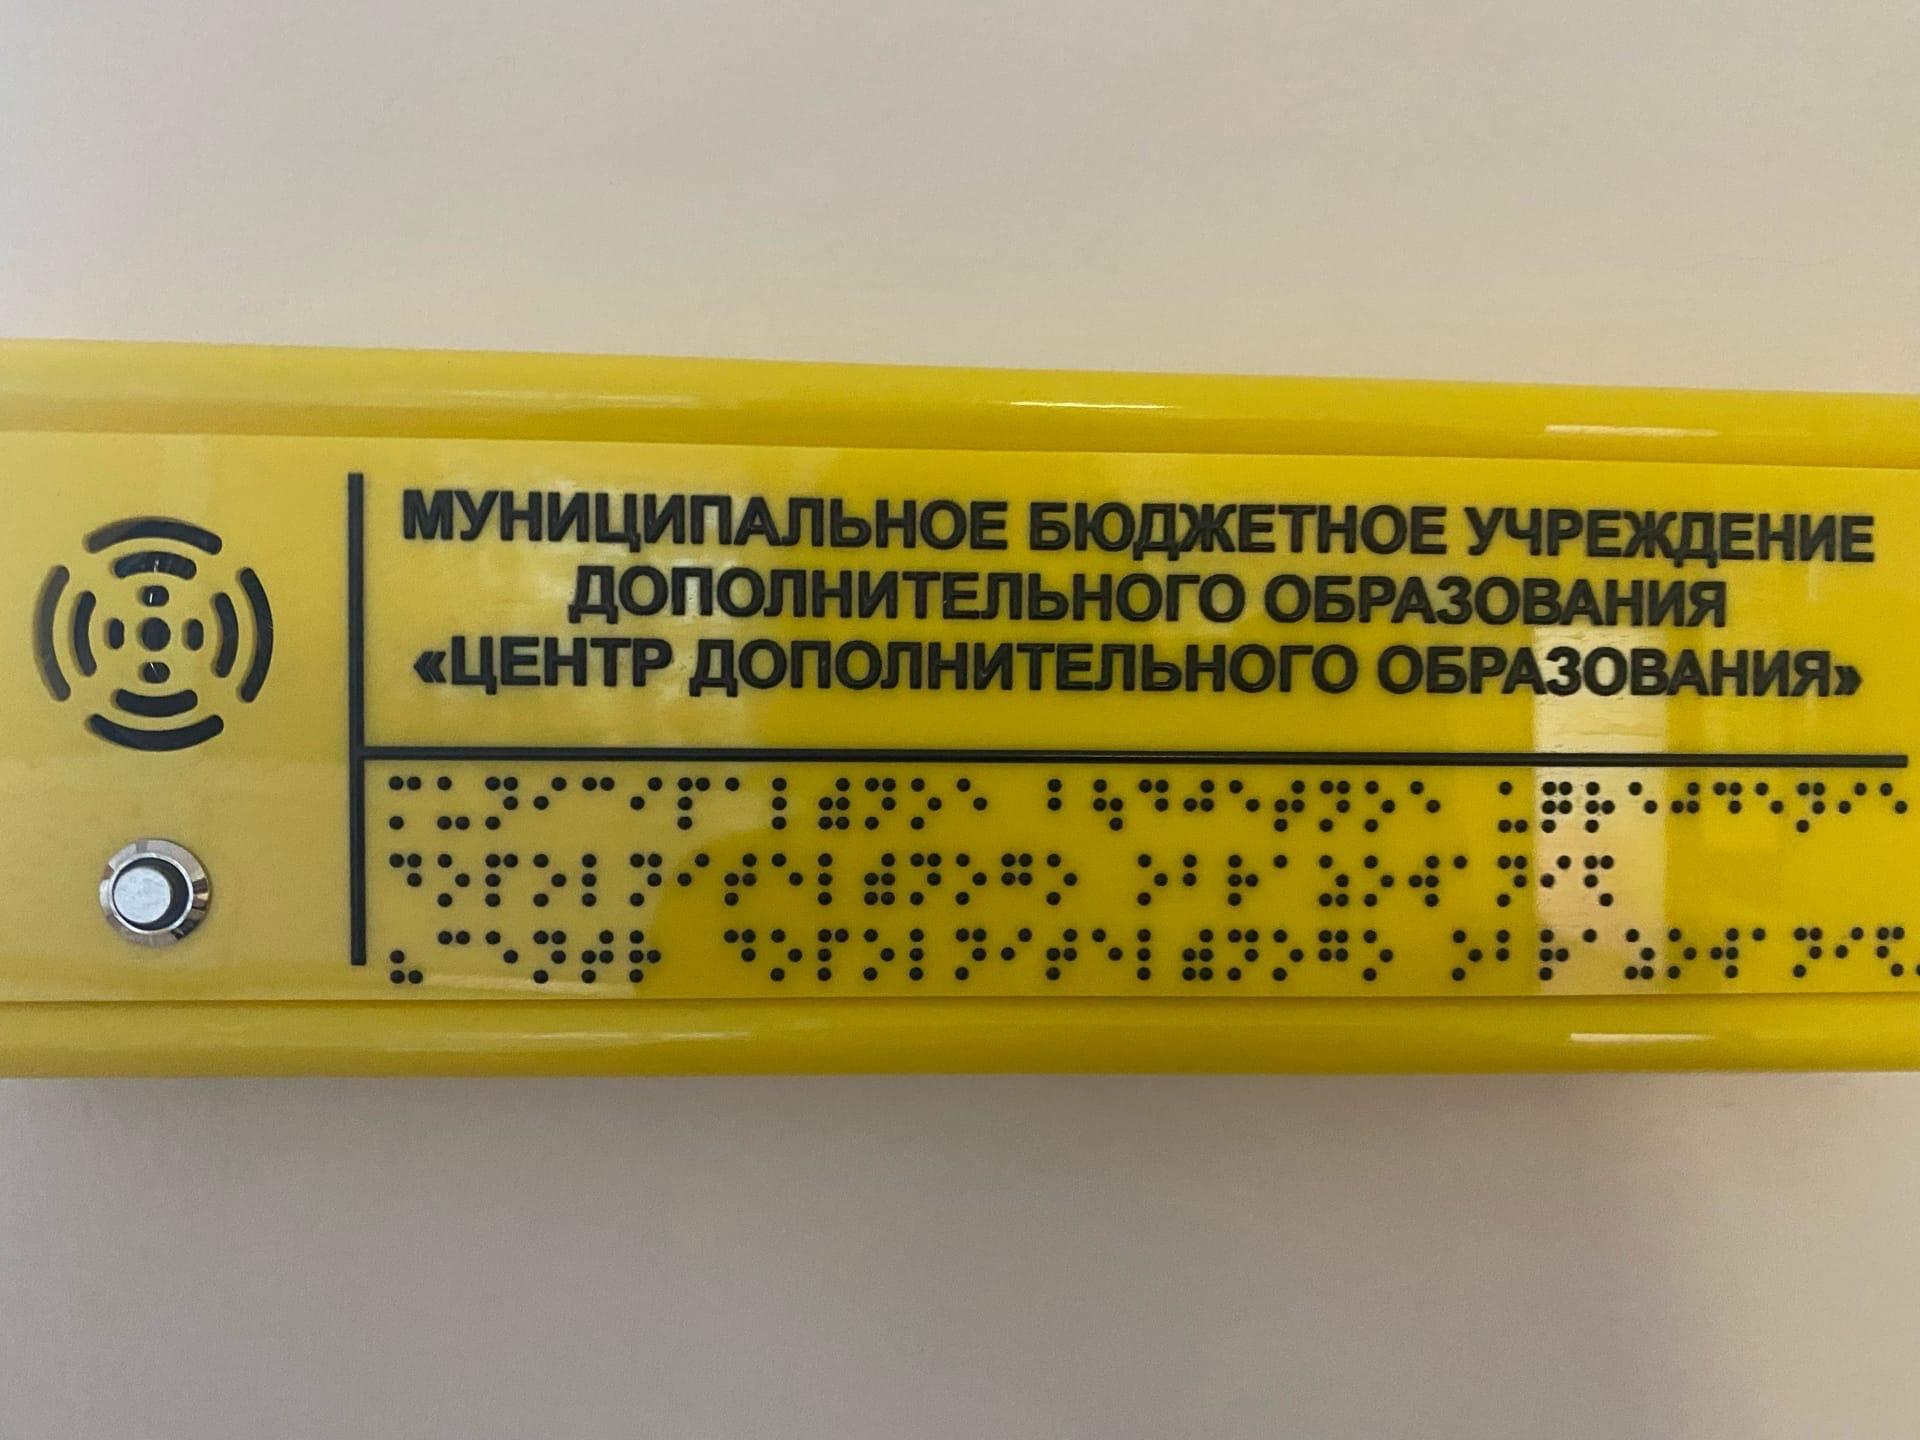 МУНИЦИПАЛЬНОЕ БЮДЖЕТНОЕ УЧРЕЖДЕНИЕ
ДОПОЛНИТЕЛЬНОГО ОБРАЗОВАНИЯ
«ЦЕНТР ДОПОЛНИТЕЛЬНОГО ОБРАЗОВАНИЯ»
⠍⠥⠝⠊⠉⠊⠏⠁⠇⠾⠝⠕⠑ ⠃⠳⠙⠚⠑⠞⠝⠕⠑ ⠥⠟⠗⠑⠚⠙⠑⠝⠊⠑
⠙⠕⠏⠕⠇⠝⠊⠞⠑⠇⠾⠝⠕⠛⠕ ⠕⠃⠗⠁⠵⠕⠺⠁⠝⠊⠫